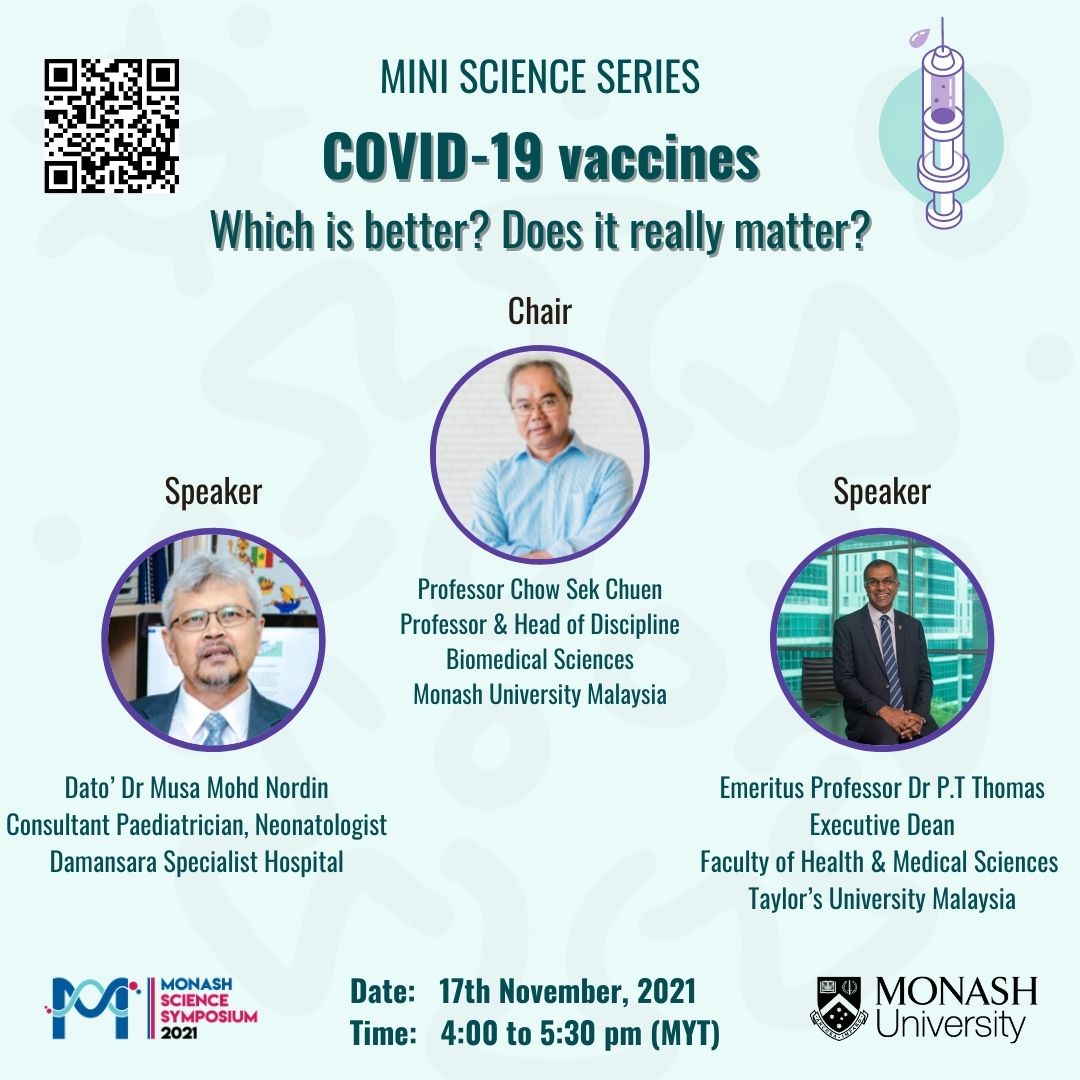 MINI SCIENCE SERIES
COVID-19 vaccines
Which is better? Does it really matter?
Chair
Professor Chow Sek Chuen
Professor & Head of Discipline
Biomedical Sciences
Monash University Malaysia
Speaker
Dato’ Dr Musa Mohd Nordin
Consultant Paediatrician, Neonatologist
Damansara Specialist Hospital
Speaker
Emeritus Professor Dr P.T Thomas
Executive Dean
Faculty of Health & Medical Sciences
Taylor’s University Malaysia
MONASH
SCIENCE
SYMPOSIUM
2021
Date: 17th November, 2021
Time: 4:00 to 5:30 pm (MYT)
MONASH
University